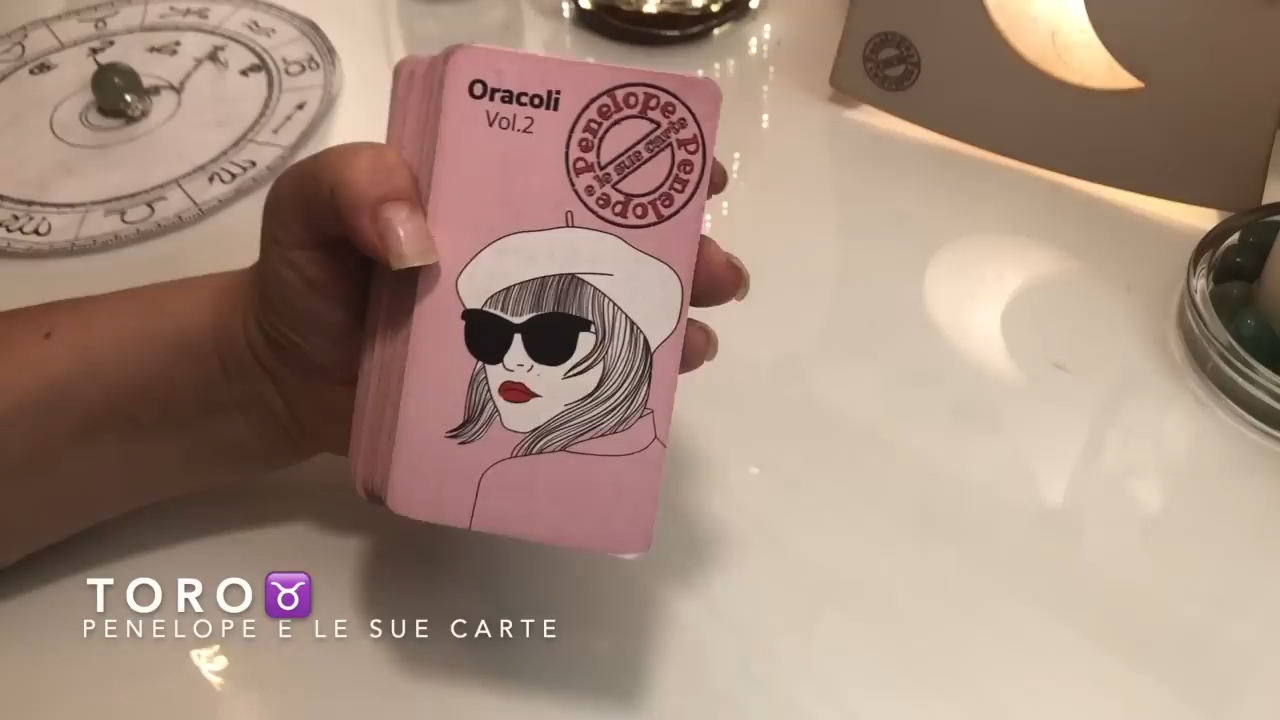 Oracoli
Vol.2
Penelope e Penelope e
le sue carte
TORO♉
PENELOPE E LE SUE CARTE